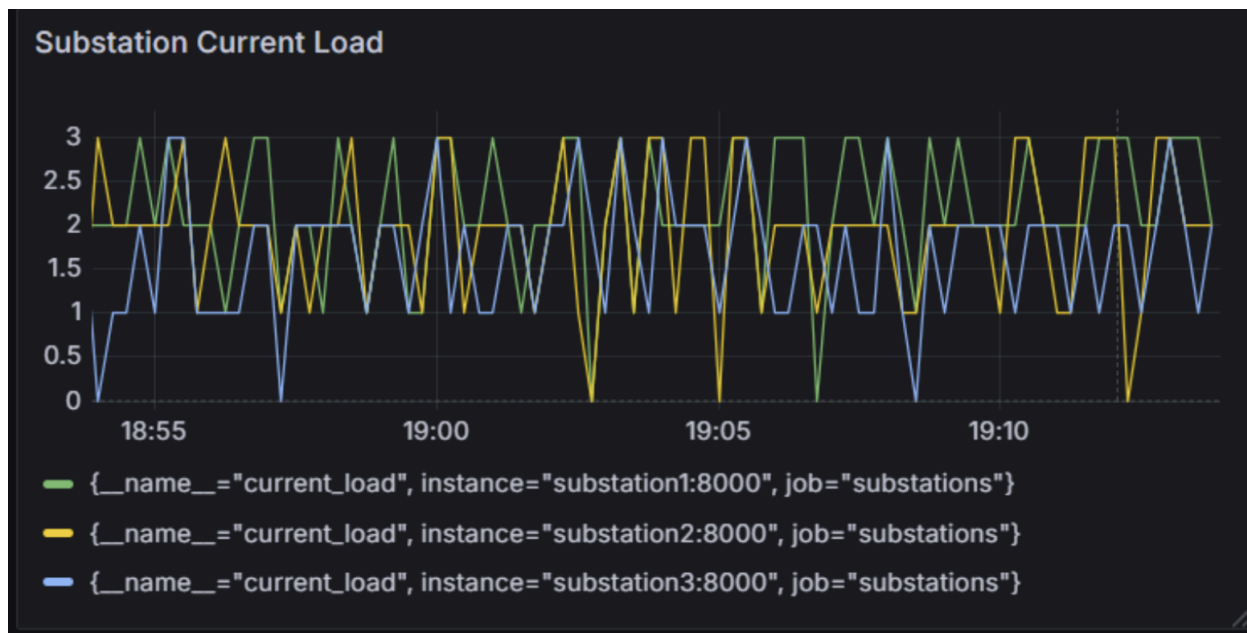 Substation Current Load
3
2.5
2
1.5
1
0.5
0
18:55 19:00 19:05 19:10
{__name__="current_load", instance="substation1:8000", job="substations"}
{__name__="current_load", instance="substation2:8000", job="substations"}
{__name__="current_load", instance="substation3:8000", job="substations"}